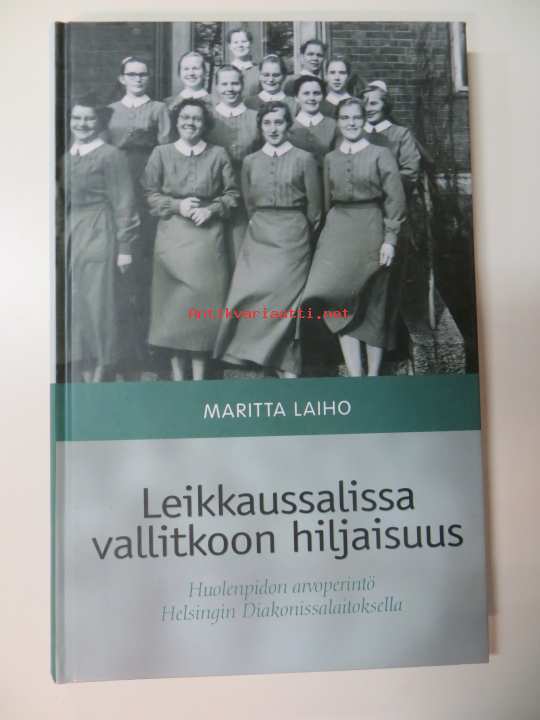 Antikvariaatti.net
MARITTA LAIHO
Leikkaussalissa
vallitkoon hiljaisuus
Huolenpidon arvoperintö
Helsingin Diakonissalaitoksella